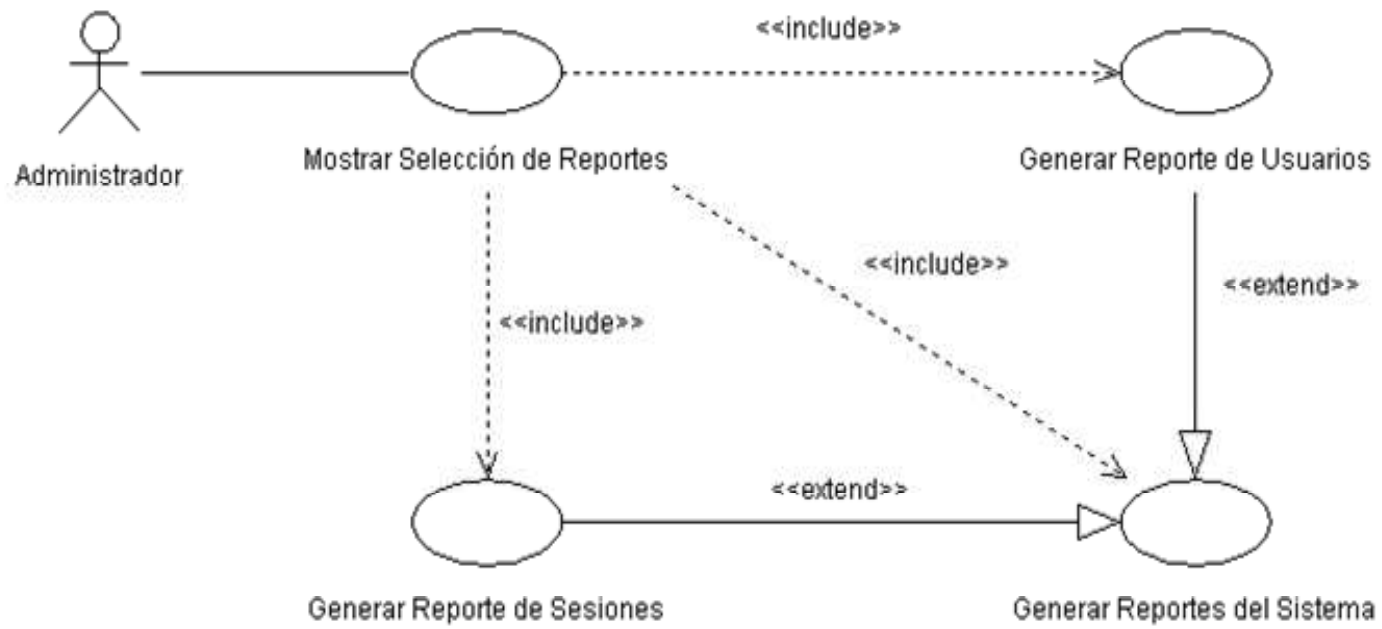 <<include>>
Administrador
Mostrar Selección de Reportes
Generar Reporte de Usuarios
<<include>>
<<extend>>
<<include>>
<<extend>>
Generar Reporte de Sesiones
Generar Reportes del Sistema